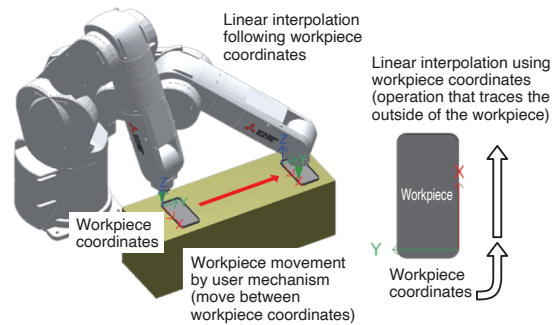 Linear interpolation
following workpiece
coordinates
Linear interpolation using
workpiece coordinates
(operation that traces the
outside of the workpiece)
Z
Z
Y
X
Y
X
X
Workpiece
Y
Workpiece
coordinates
Workpiece
coordinates
Workpiece movement
by user mechanism
(move between
workpiece coordinates)